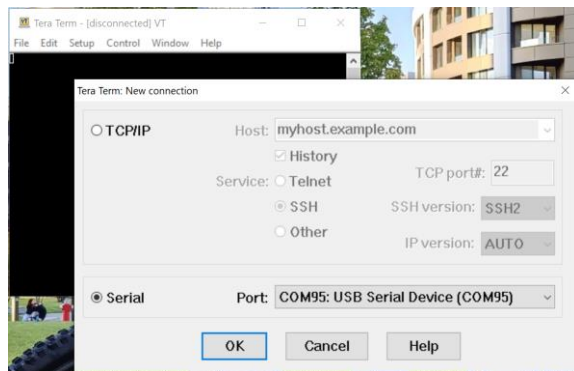 Tera Term - [disconnected] VT
File Edit Setup Control Window Help
Tera Term: New connection
TCP/IP
Host: myhost.example.com
History
Service: Telnet
TCP port#: 22
SSH
SSH version: SSH2
Other
IP version: AUTO
Serial
Port: COM95: USB Serial Device (COM95)
OK Cancel Help